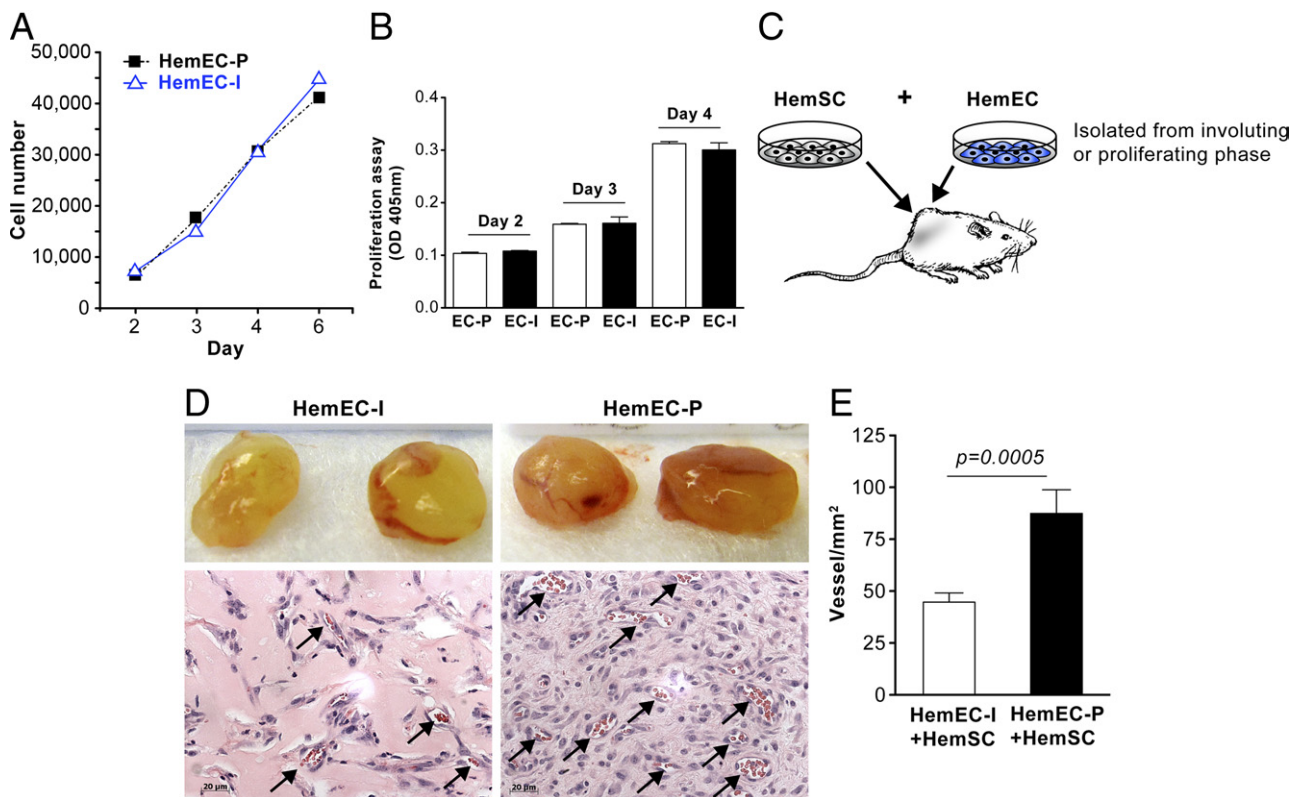 A
50,000
40,000
30,000
20,000
10,000
0
Cell number
HemEC-P
HemEC-I
2 3 4 6
Day
B
0.4
0.3
0.2
0.1
0.0
Proliferation assay
(OD 405nm)
Day 2
Day 3
Day 4
EC-P EC-I EC-P EC-I EC-P EC-I
C
HemSC + HemEC
Isolated from involuting
or proliferating phase
D
HemEC-I HemEC-P
20 µm 20 µm
E
125
100
75
50
25
0
Vessel/mm²
p=0.0005
HemEC-I HemEC-P
+HemSC +HemSC